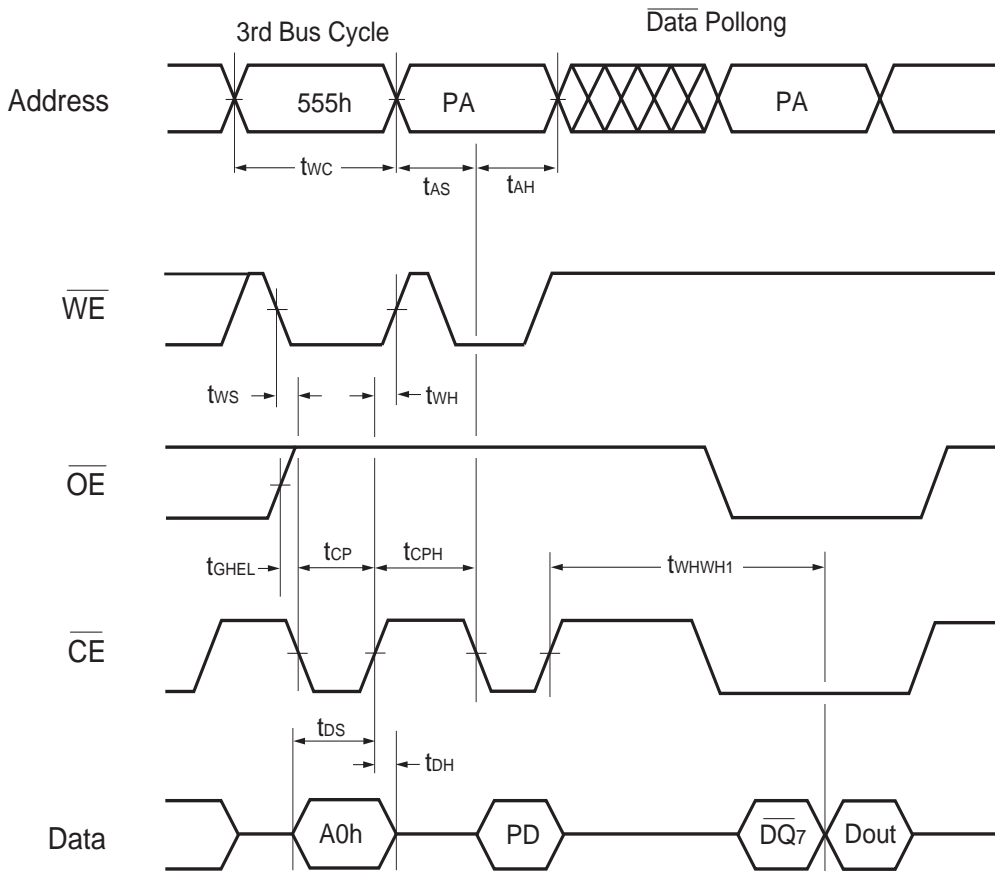 3rd Bus Cycle
Data Pollong
Address
555h
PA
PA
tWC
tAS
tAH
WE
tWS
tWH
OE
tGHEL
tCP
tCPH
tWHWH1
CE
tDS
tDH
Data
A0h
PD
DQ7
Dout